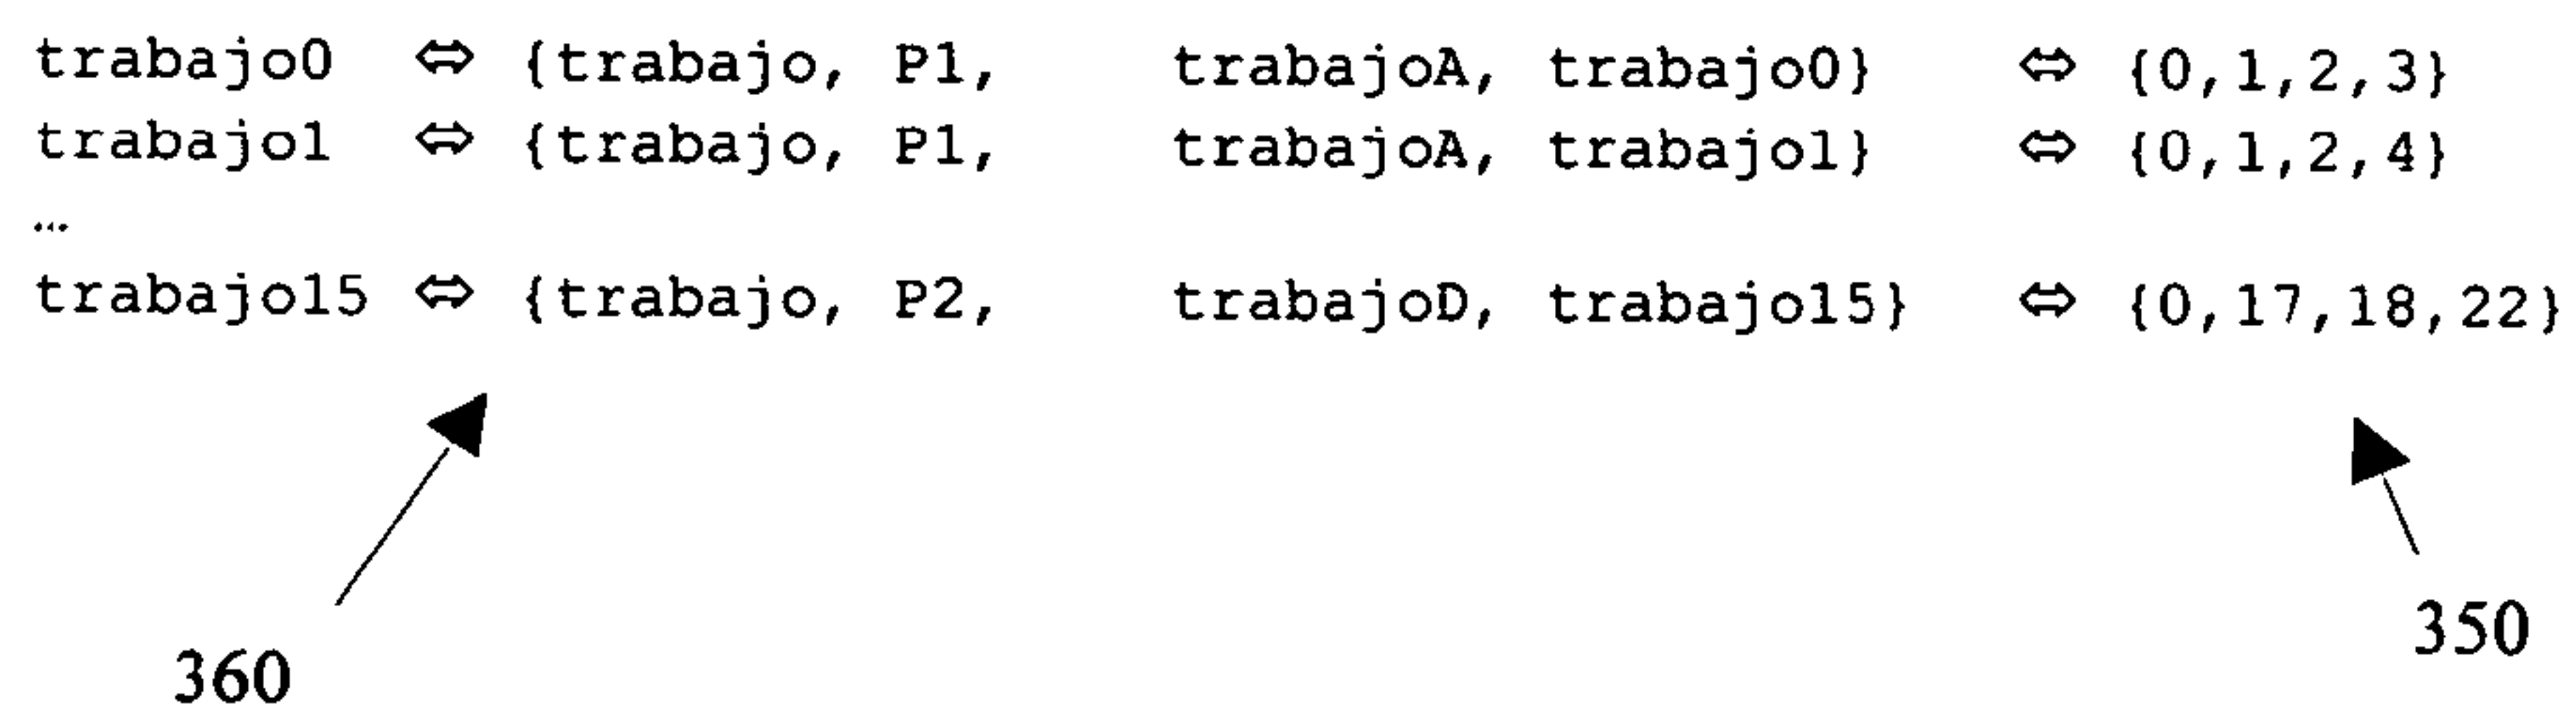 trabajo0 ⇔ {trabajo, P1, trabajoA, trabajo0} ⇔ {0,1,2,3}
trabajo1 ⇔ {trabajo, P1, trabajoA, trabajo1} ⇔ {0,1,2,4}
...
trabajo15 ⇔ {trabajo, P2, trabajoD, trabajo15} ⇔ {0,17,18,22}
350
360